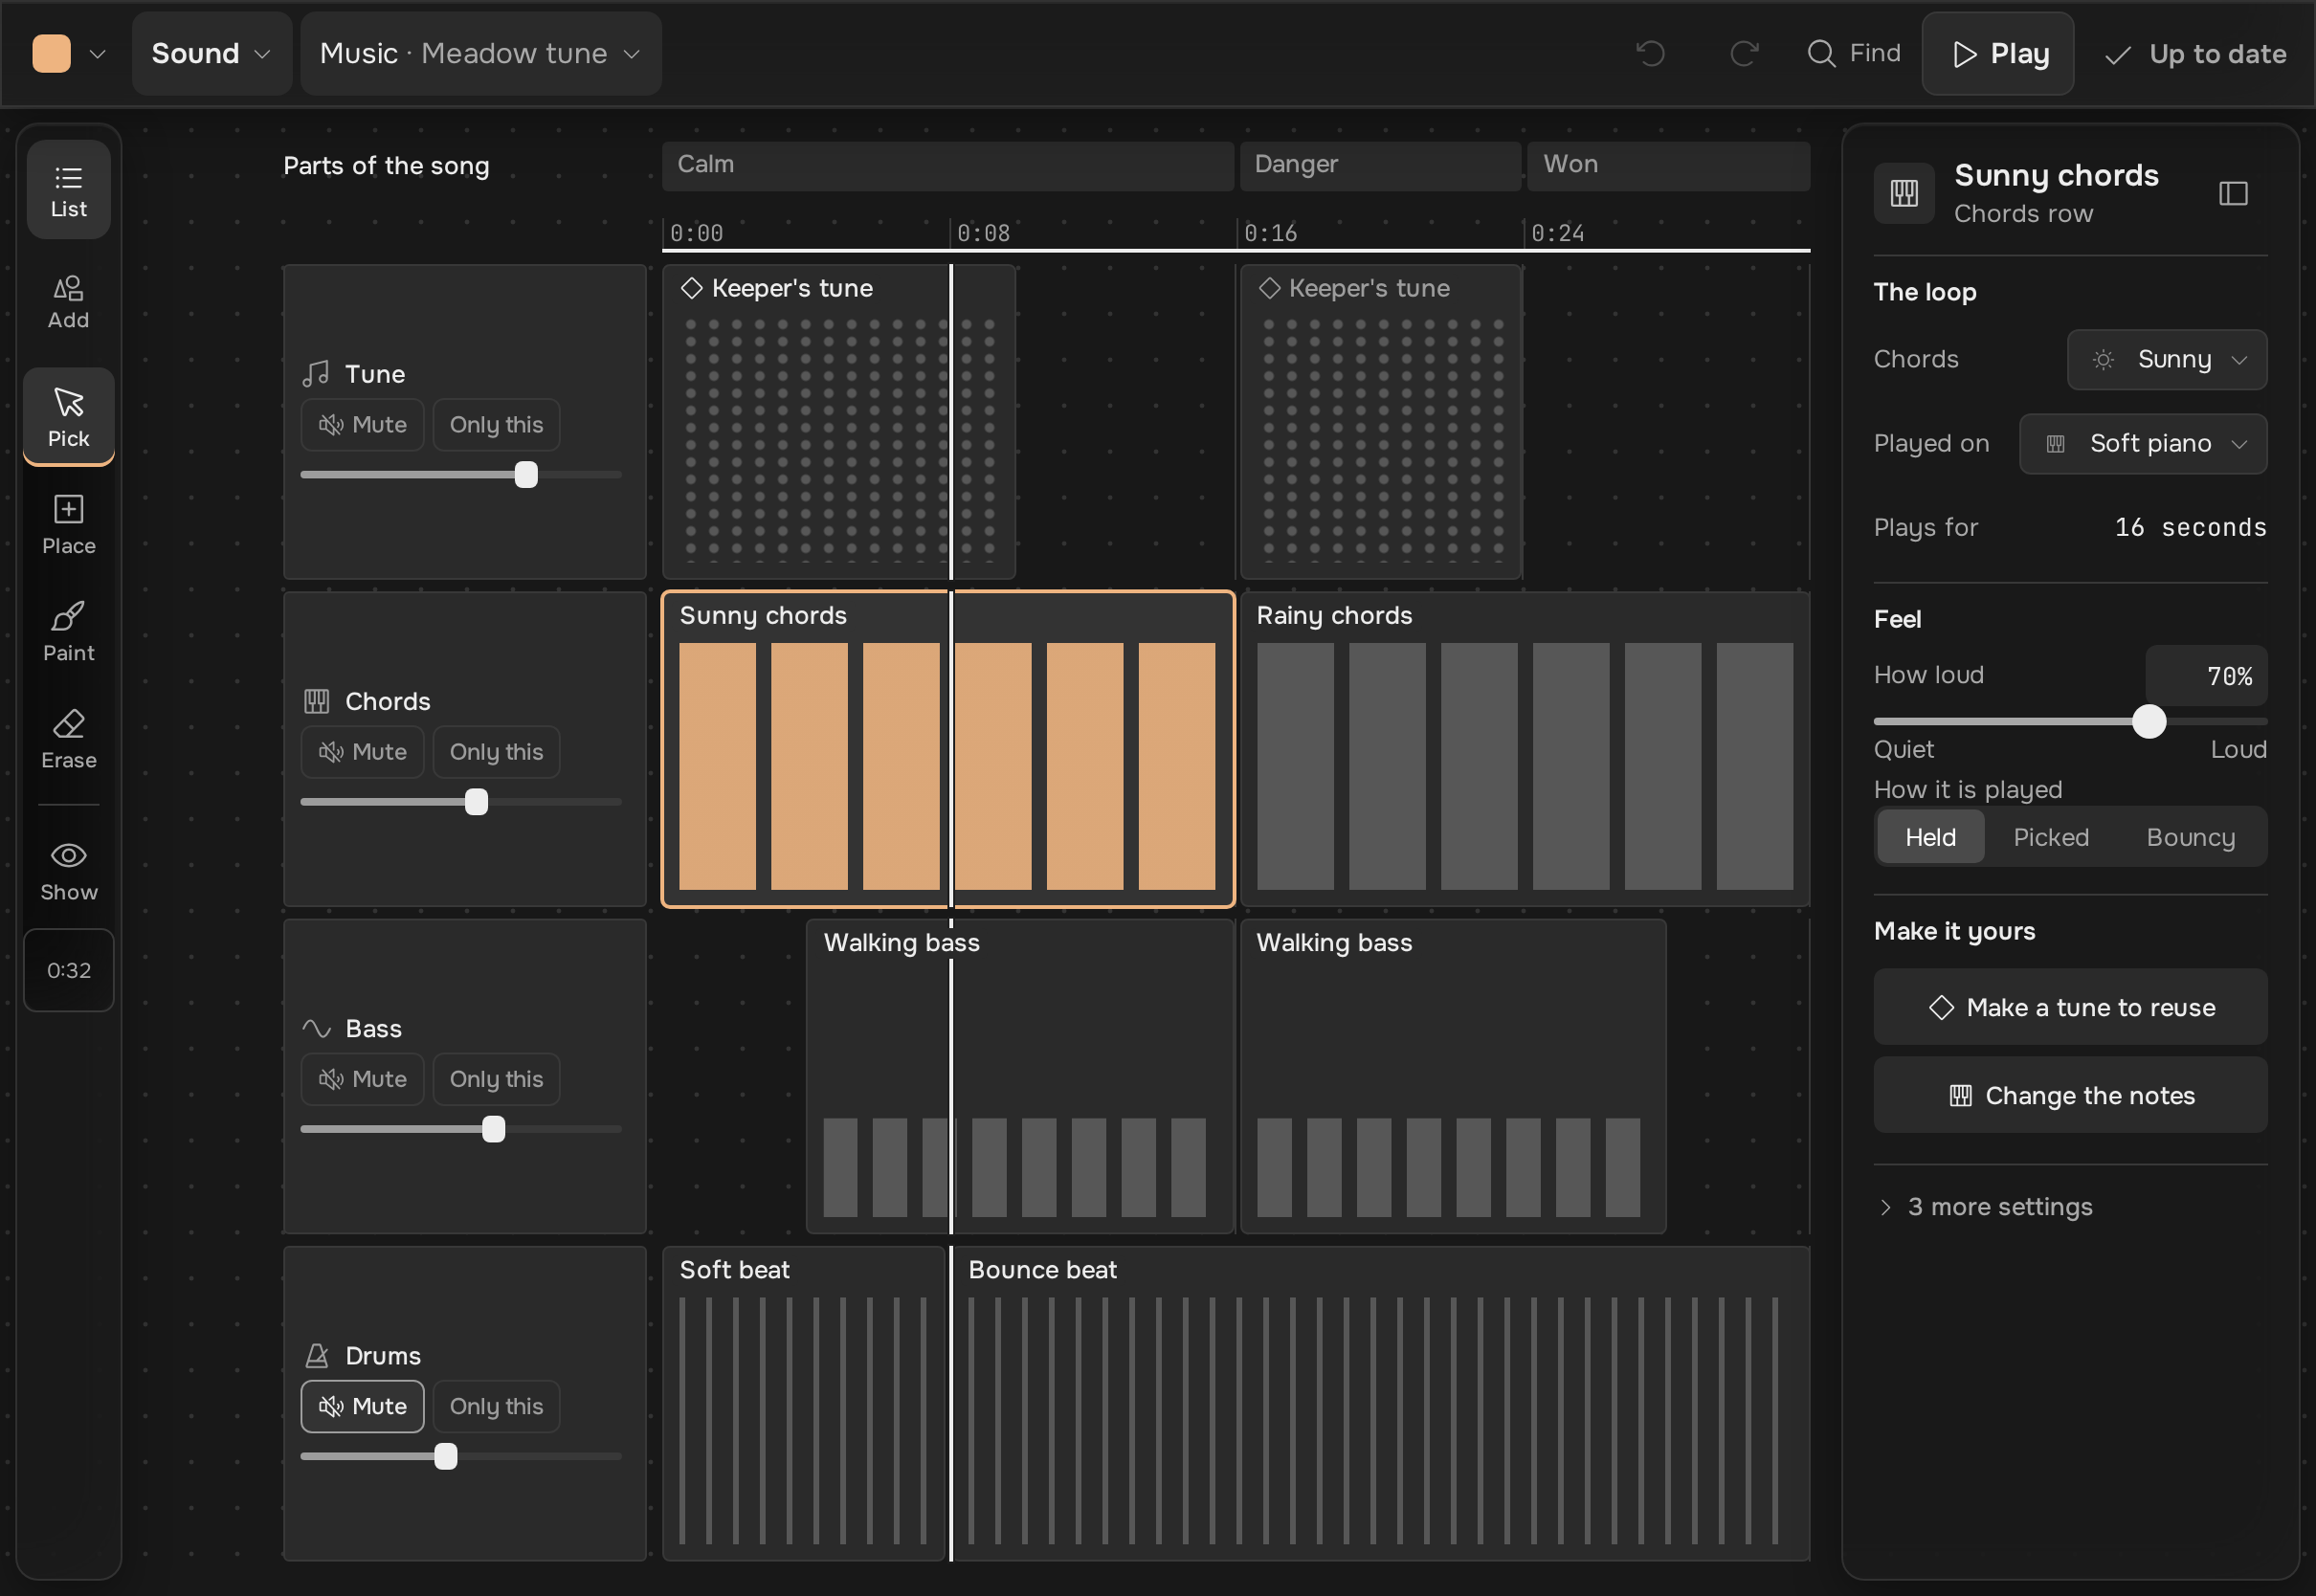 Sound
Music · Meadow tune
Find
Play
Up to date
List
Add
Pick
Place
Paint
Erase
Show
0:32
Parts of the song
Calm
Danger
Won
0:00
0:08
0:16
0:24
Tune
Mute
Only this
Keeper's tune
Keeper's tune
Chords
Mute
Only this
Sunny chords
Rainy chords
Bass
Mute
Only this
Walking bass
Walking bass
Drums
Mute
Only this
Soft beat
Bounce beat
Sunny chords
Chords row
The loop
Chords
Sunny
Played on
Soft piano
Plays for
16 seconds
Feel
How loud
70%
Quiet
Loud
How it is played
Held
Picked
Bouncy
Make it yours
Make a tune to reuse
Change the notes
3 more settings